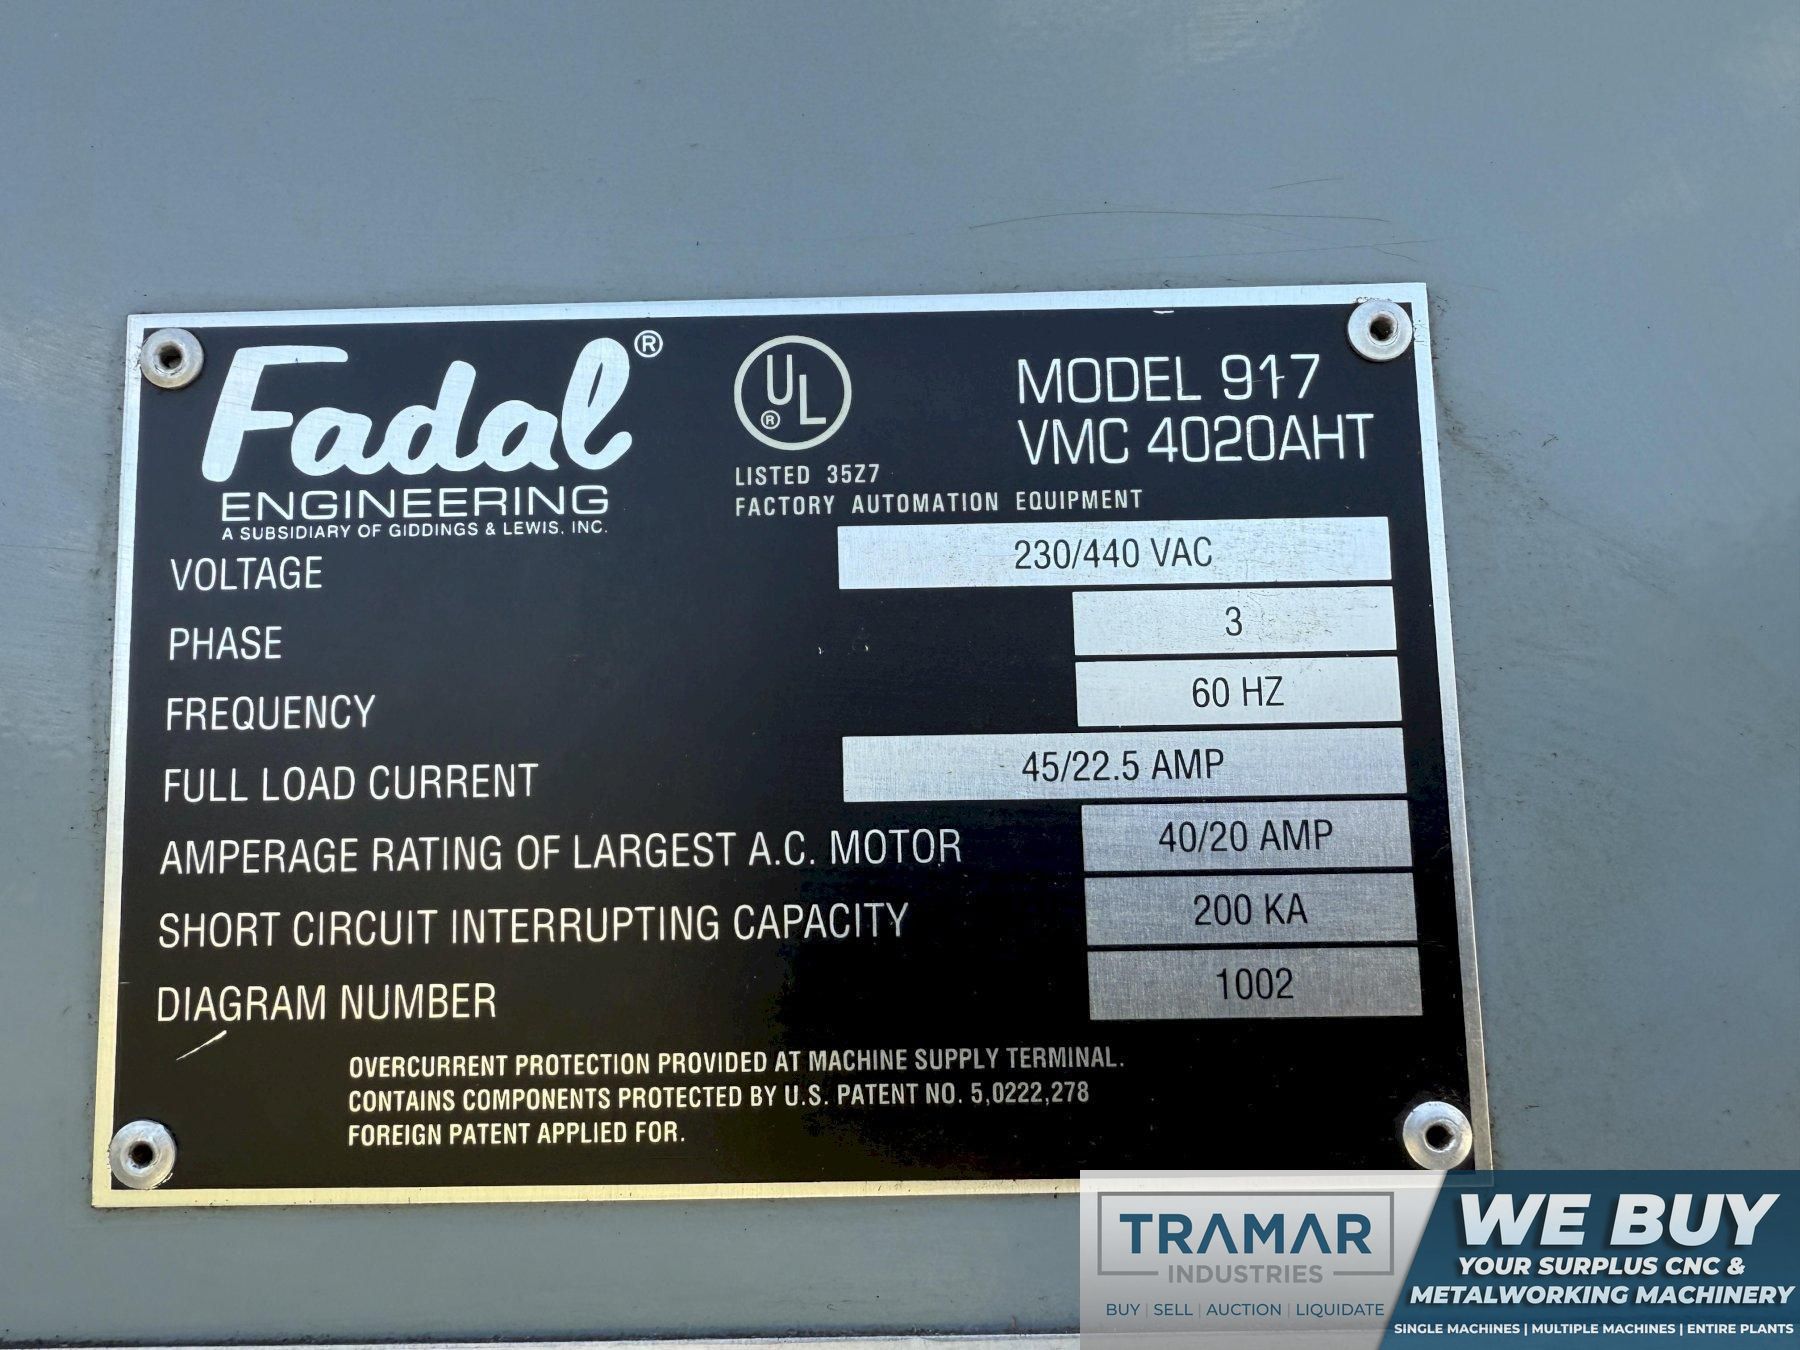 Fadal®
ENGINEERING
A SUBSIDIARY OF GIDDINGS & LEWIS, INC.
UL ®
LISTED 35Z7
FACTORY AUTOMATION EQUIPMENT
MODEL 917
VMC 4020AHT
VOLTAGE 230/440 VAC
PHASE 3
FREQUENCY 60 HZ
FULL LOAD CURRENT 45/22.5 AMP
AMPERAGE RATING OF LARGEST A.C. MOTOR 40/20 AMP
SHORT CIRCUIT INTERRUPTING CAPACITY 200 KA
DIAGRAM NUMBER 1002
OVERCURRENT PROTECTION PROVIDED AT MACHINE SUPPLY TERMINAL.
CONTAINS COMPONENTS PROTECTED BY U.S. PATENT NO. 5,0222,278
FOREIGN PATENT APPLIED FOR.
TRAMAR
INDUSTRIES
BUY | SELL | AUCTION | LIQUIDATE
WE BUY
YOUR SURPLUS CNC &
METALWORKING MACHINERY
SINGLE MACHINES | MULTIPLE MACHINES | ENTIRE PLANTS